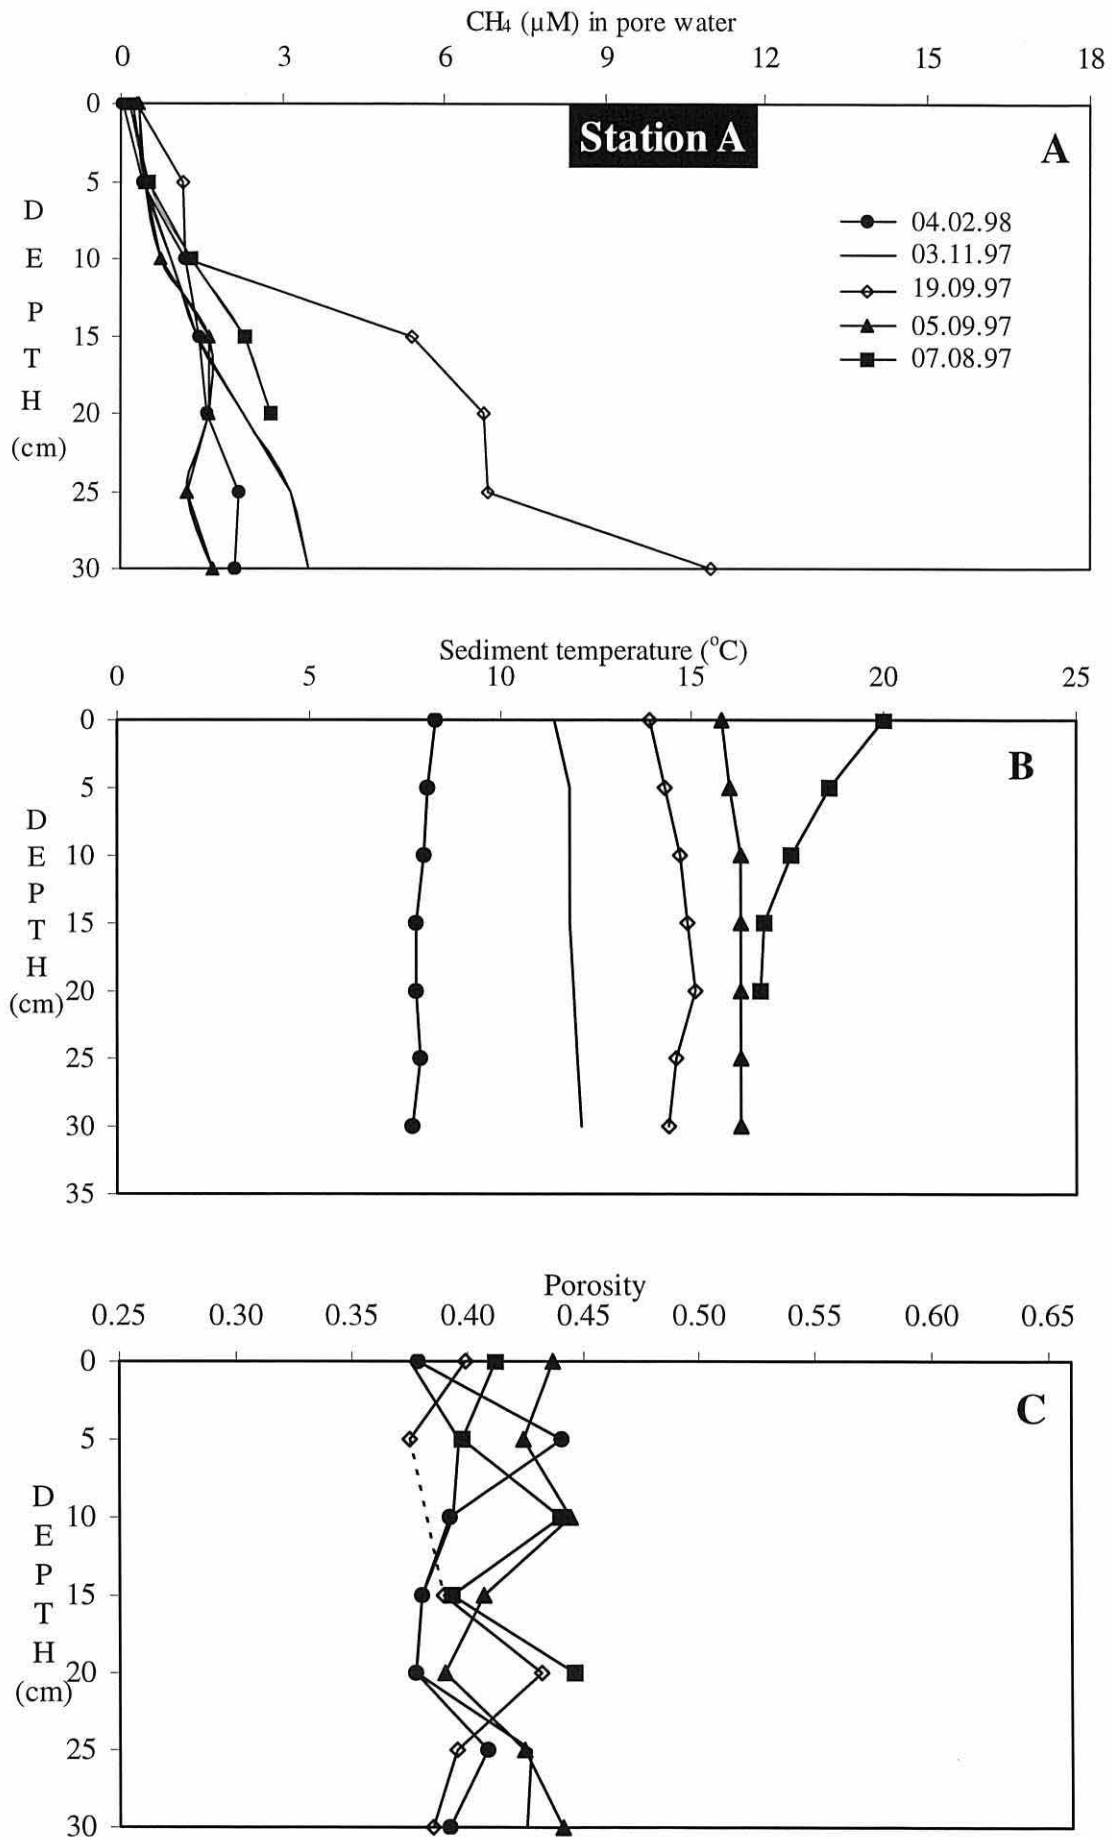 CH₄ (µM) in pore water
0 3 6 9 12 15 18
Station A
A
D
E
P
T
H
(cm)
0
5
10
15
20
25
30
04.02.98
03.11.97
19.09.97
05.09.97
07.08.97
Sediment temperature (°C)
0 5 10 15 20 25
B
D
E
P
T
H
(cm)
0
5
10
15
20
25
30
35
Porosity
0.25 0.30 0.35 0.40 0.45 0.50 0.55 0.60 0.65
C
D
E
P
T
H
(cm)
0
5
10
15
20
25
30